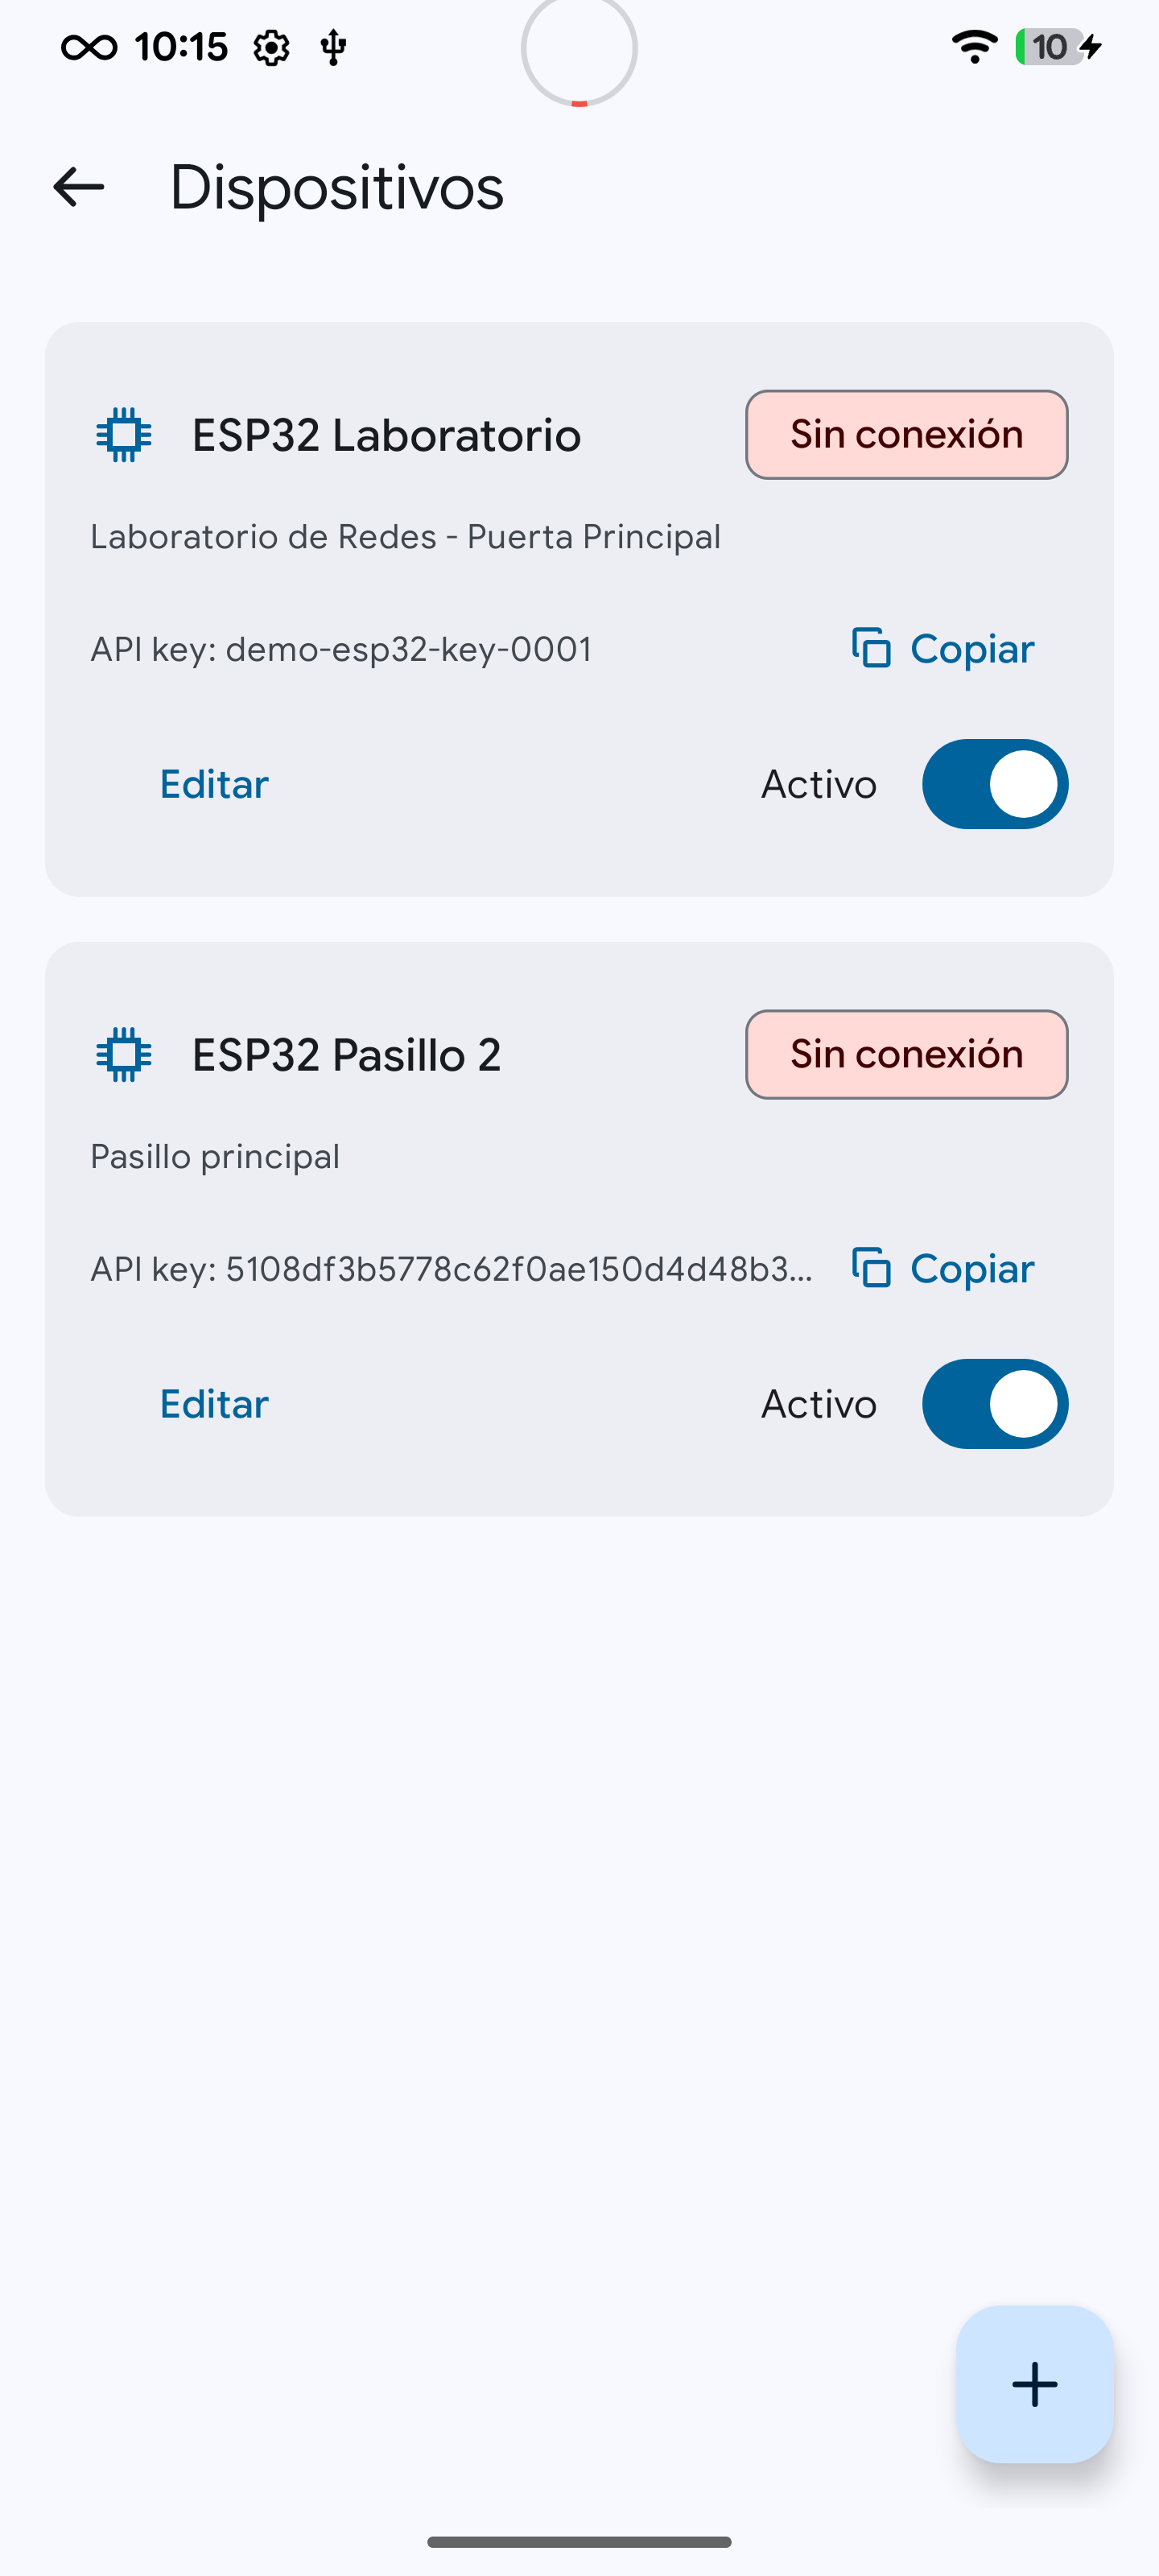 10:15
10
Dispositivos
ESP32 Laboratorio
Sin conexión
Laboratorio de Redes - Puerta Principal
API key: demo-esp32-key-0001
Copiar
Editar
Activo
ESP32 Pasillo 2
Sin conexión
Pasillo principal
API key: 5108df3b5778c62f0ae150d4d48b3...
Copiar
Editar
Activo